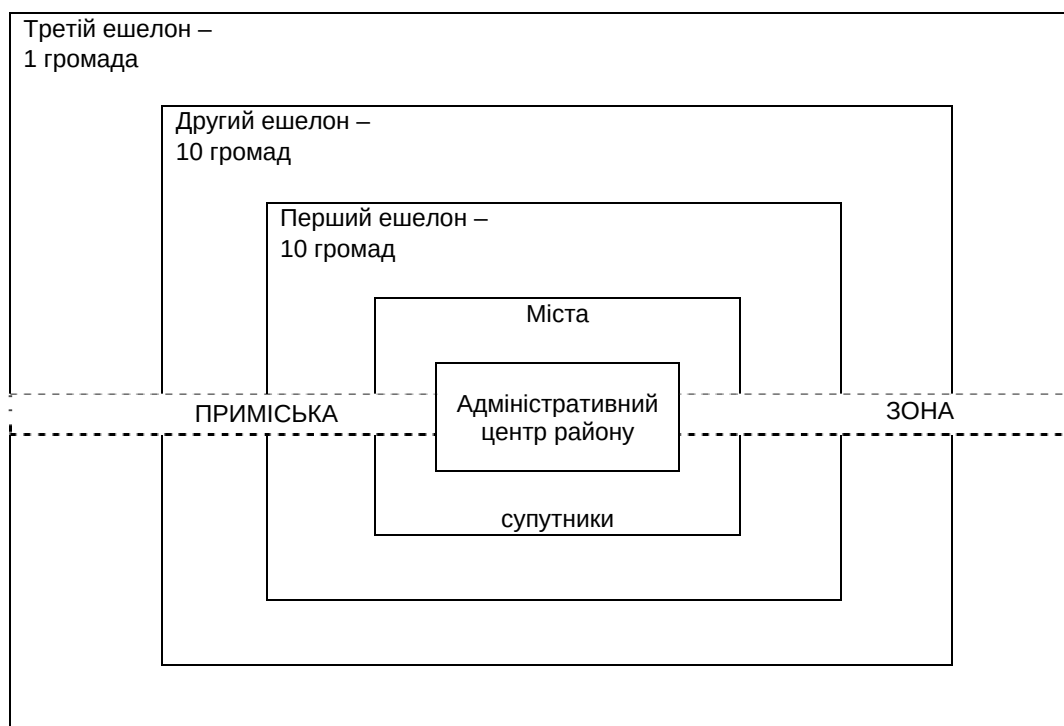 Третій ешелон –
1 громада
Другий ешелон –
10 громад
Перший ешелон –
10 громад
Міста
Адміністративний
центр району
ПРИМІСЬКА
ЗОНА
супутники